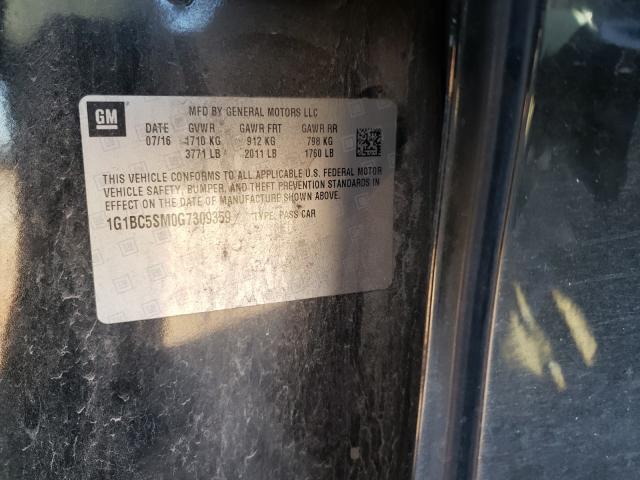 GM
MFD BY GENERAL MOTORS LLC
DATE GVWR GAWR FRT GAWR RR
07/16 1710 KG 912 KG 798 KG
3771 LB 2011 LB 1760 LB
THIS VEHICLE CONFORMS TO ALL APPLICABLE U.S. FEDERAL MOTOR
VEHICLE SAFETY, BUMPER, AND THEFT PREVENTION STANDARDS IN
EFFECT ON THE DATE OF MANUFACTURE SHOWN ABOVE.
1G1BC5SM0G7309359 TYPE: PASS CAR